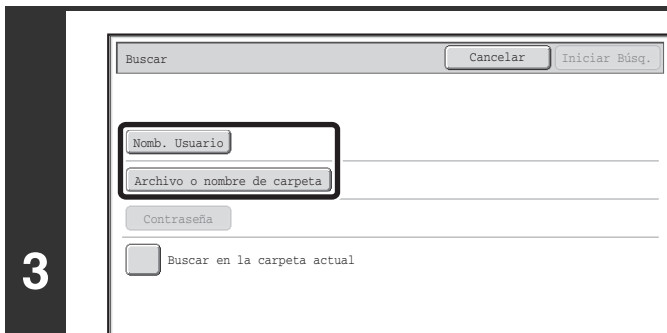 Buscar Cancelar Iniciar Búsq.
Nomb. Usuario
Archivo o nombre de carpeta
Contraseña
3 Buscar en la carpeta actual